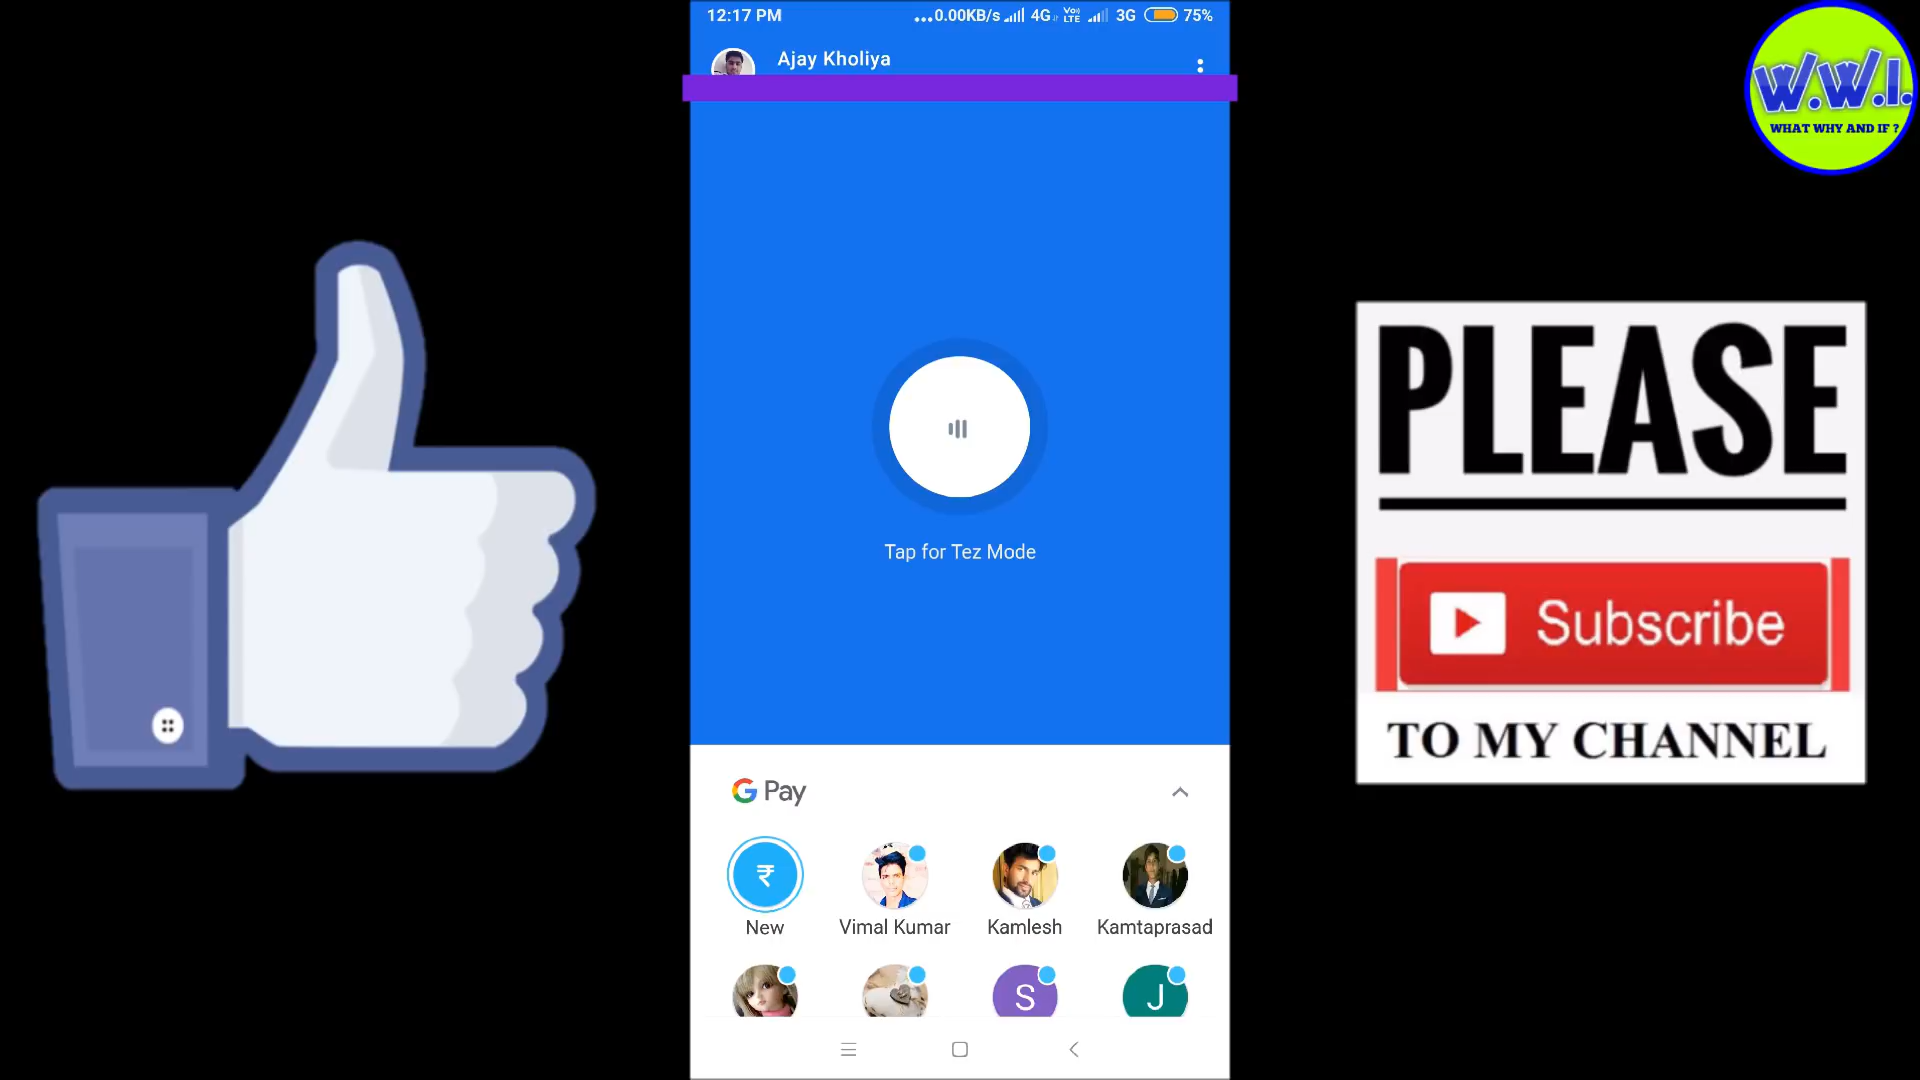 12:17 PM
...0.00KB/s 4G VoLTE 3G 75%
Ajay Kholiya
W.W.I.
WHAT WHY AND IF ?
Tap for Tez Mode
PLEASE
Subscribe
TO MY CHANNEL
G Pay
₹
New
Vimal Kumar
Kamlesh
Kamtaprasad
S
J